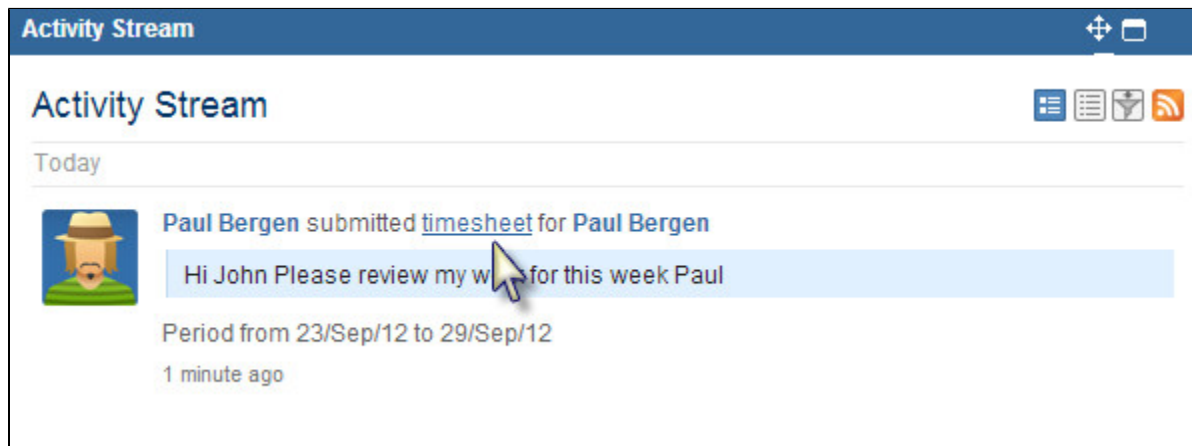 Activity Stream
Activity Stream
Today
Paul Bergen submitted timesheet for Paul Bergen
Hi John Please review my for this week Paul
Period from 23/Sep/12 to 29/Sep/12
1 minute ago